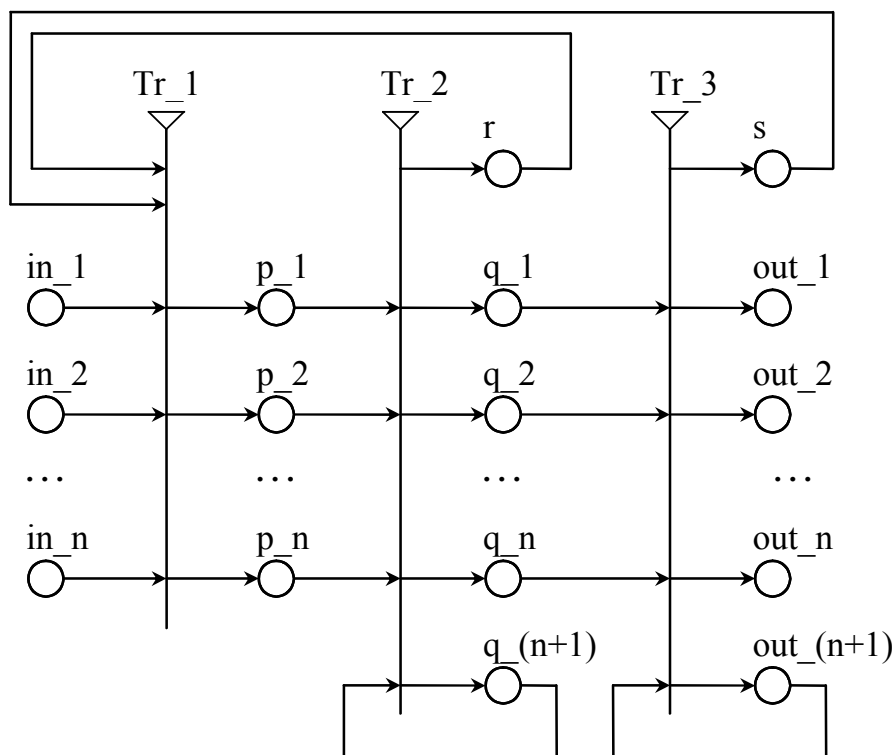 Tr_1 Tr_2 Tr_3
r s
in_1 p_1 q_1 out_1
in_2 p_2 q_2 out_2
... ... ... ...
in_n p_n q_n out_n
q_(n+1) out_(n+1)